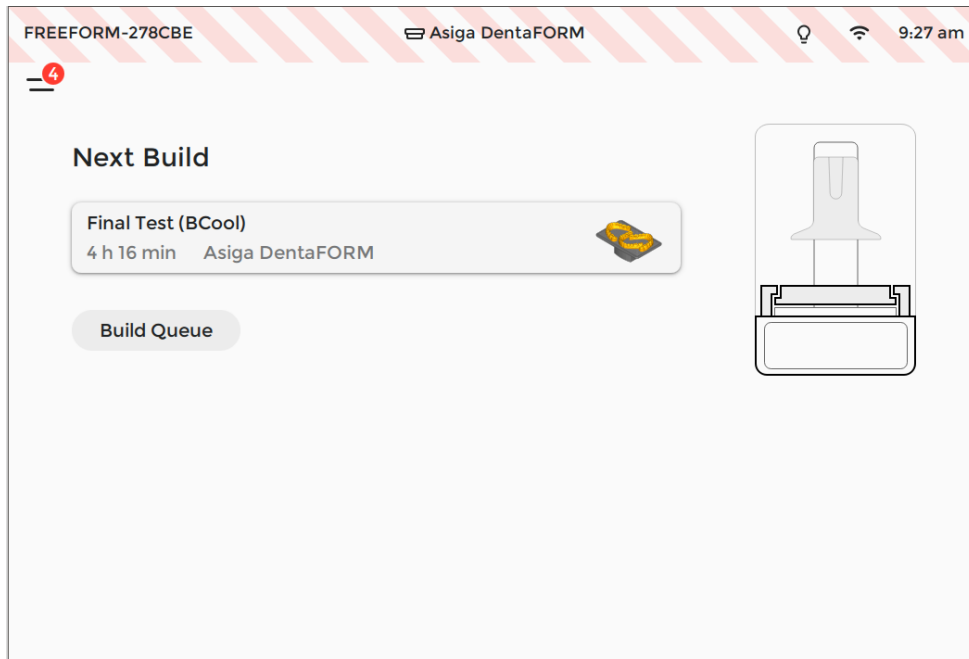 FREEFORM-278CBE Asiga DentaFORM 9:27 am
4
Next Build
Final Test (BCool)
4 h 16 min Asiga DentaFORM
Build Queue